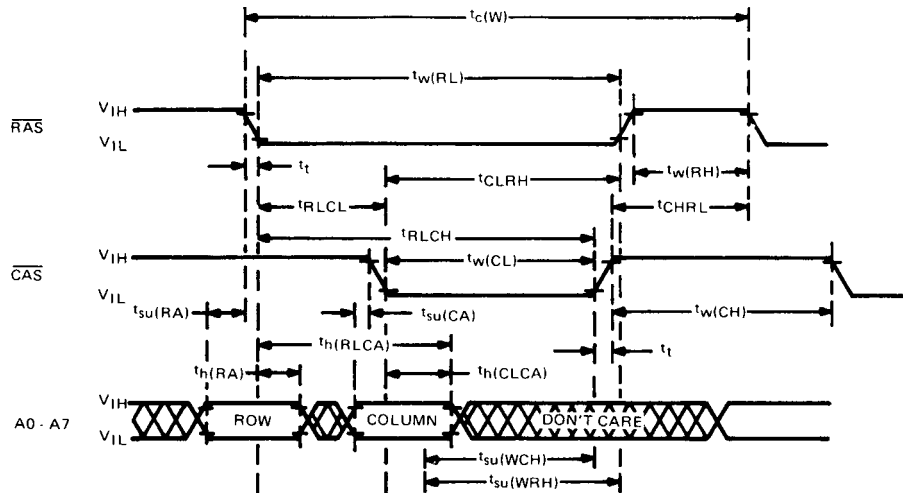 tc(W)
tw(RL)
RAS
VIH
VIL
tt
tCLRH
tw(RH)
tRLCL
tCHRL
tRLCH
CAS
VIH
tw(CL)
VIL
tsu(RA)
tsu(CA)
tw(CH)
th(RLCA)
tt
th(RA)
th(CLCA)
A0 - A7
VIH
ROW
COLUMN
DON'T CARE
VIL
tsu(WCH)
tsu(WRH)